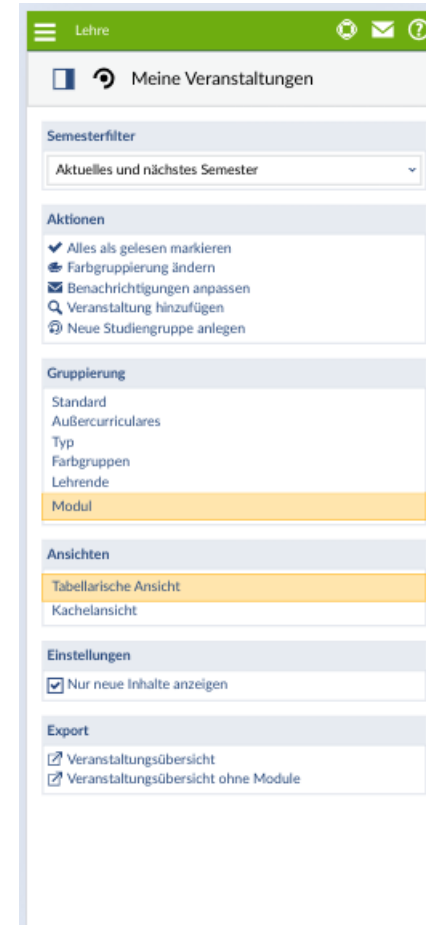 Lehre
Meine Veranstaltungen
Semesterfilter
Aktuelles und nächstes Semester
Aktionen
Alles als gelesen markieren
Farbgruppierung ändern
Benachrichtigungen anpassen
Veranstaltung hinzufügen
Neue Studiengruppe anlegen
Gruppierung
Standard
Außercurriculares
Typ
Farbgruppen
Lehrende
Modul
Ansichten
Tabellarische Ansicht
Kachelansicht
Einstellungen
Nur neue Inhalte anzeigen
Export
Veranstaltungsübersicht
Veranstaltungsübersicht ohne Module